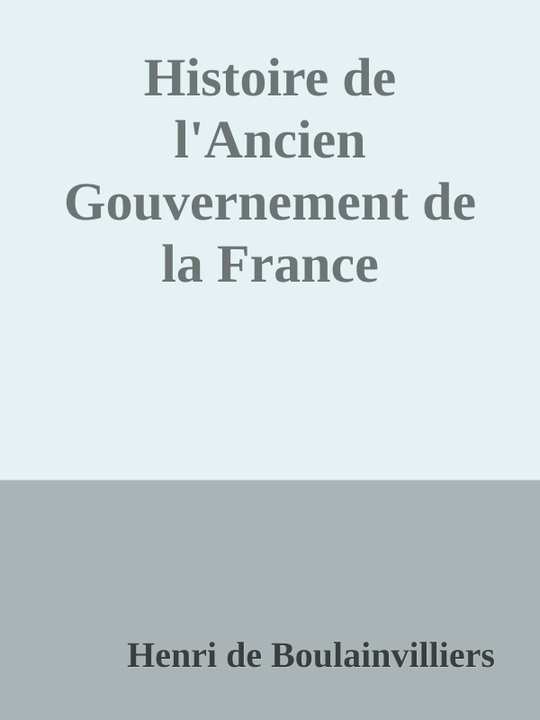 Histoire de
l'Ancien
Gouvernement de
la France
Henri de Boulainvilliers